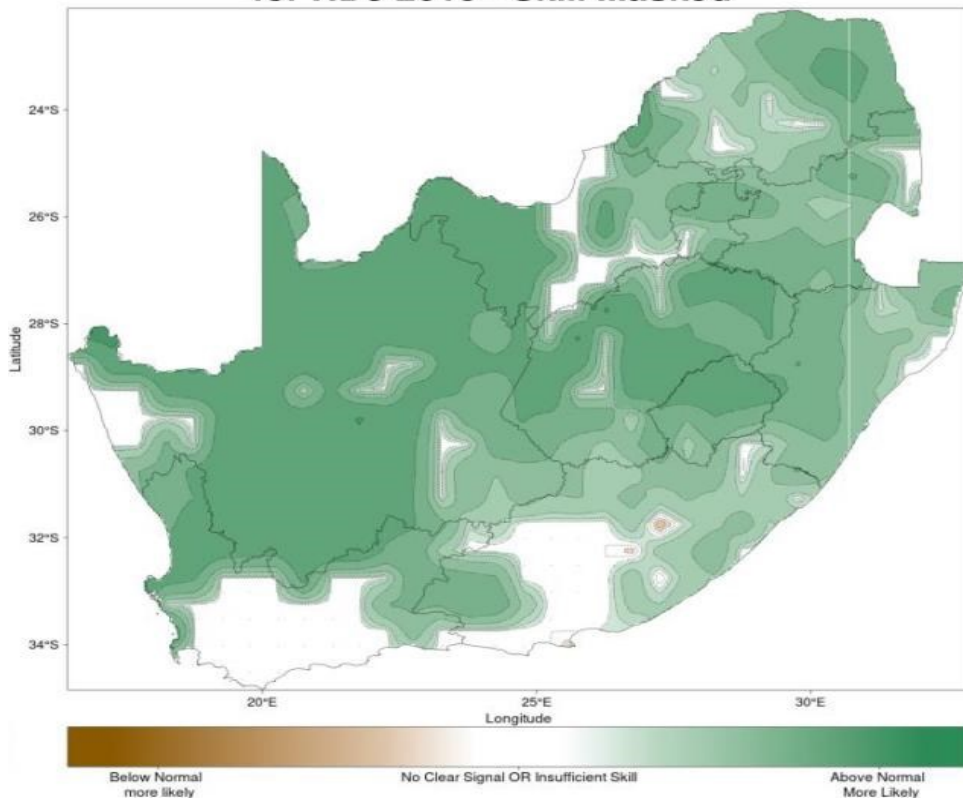 24°S
26°S
28°S
30°S
32°S
34°S
Latitude
20°E
25°E
30°E
Longitude
Below Normal
more likely
No Clear Signal OR Insufficient Skill
Above Normal
More Likely